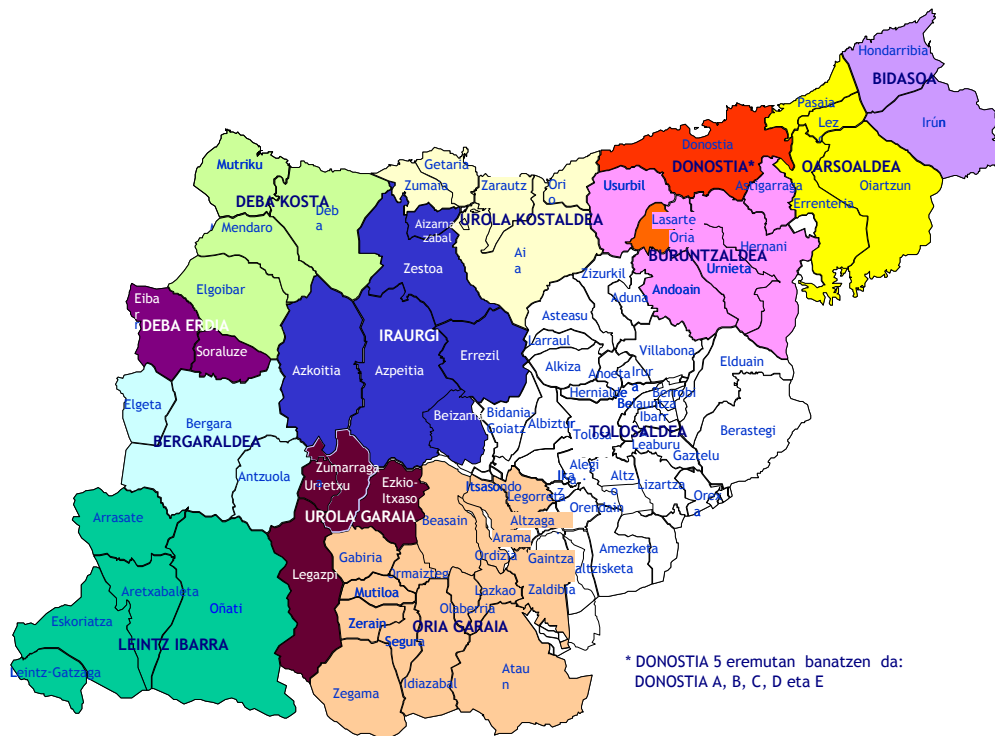 Hondarribia
BIDASOA
Pasaia
Lez
Irún
Donostia
DONOSTIA*
OARSOALDEA
Oiartzun
Errenteria
Astigarraga
Mutriku
DEBA KOSTA
Deb
a
Mendaro
Elgoibar
Getaria
Zumaia
Zarautz
Ori
o
UROLA KOSTALDEA
Ai
a
Usurbil
Lasarte
Oria
BURUNTZALDEA
Hernani
Urnieta
Andoain
Aizarna
zabal
Zestoa
IRAURGI
Azkoitia
Azpeitia
Errezil
Beizama
Eiba
r
DEBA ERDIA
Soraluze
Elgeta
Bergara
BERGARALDEA
Antzuola
Zizurkil
Aduna
Asteasu
Larraul
Alkiza
Villabona
Anoeta
Irur
a
Hernialde
Elduain
Berrobi
Belauntza
Ibarr
Bidania
Goiatz
Albiztur
Tolosa
TOLOSALDEA
Leaburu
Berastegi
Gaztelu
Alegi
Altz
o
Lizartza
Orex
a
Ika
Orendain
Amezketa
altzisketa
Zumarraga
Urretxu
Ezkio-
Itxaso
UROLA GARAIA
Legazpi
Itsasondo
Legorreta
Beasain
Altzaga
Arama
Gabiria
Ordizia
Gaintza
Ormaizteg
Mutiloa
Lazkao
Zaldibia
Olaberria
Zerain
ORIA GARAIA
Segura
Zegama
Idiazabal
Atau
n
Arrasate
Aretxabaleta
Oñati
Eskoriatza
LEINTZ IBARRA
Leintz-Gatzaga
* DONOSTIA 5 eremutan banatzen da:
DONOSTIA A, B, C, D eta E